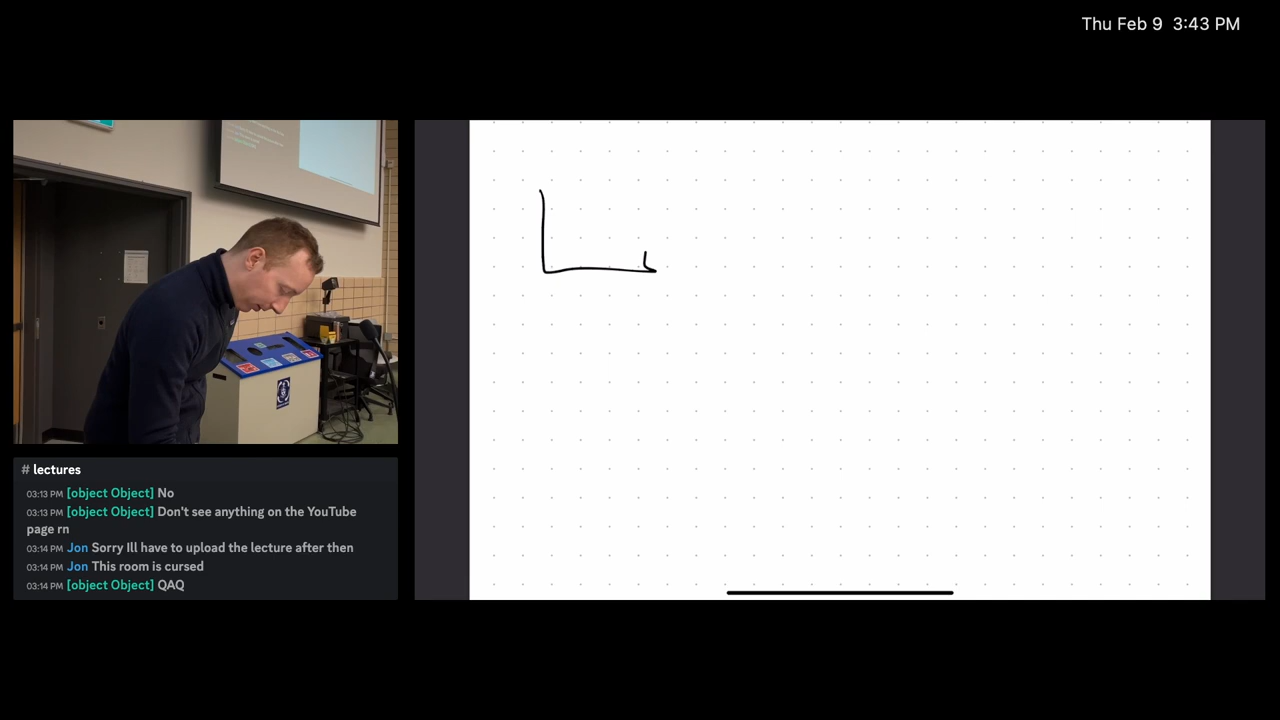 Thu Feb 9 3:43 PM
# lectures
03:13 PM [object Object] No
03:13 PM [object Object] Don't see anything on the YouTube
page rn
03:14 PM Jon Sorry Ill have to upload the lecture after then
03:14 PM Jon This room is cursed
03:14 PM [object Object] QAQ